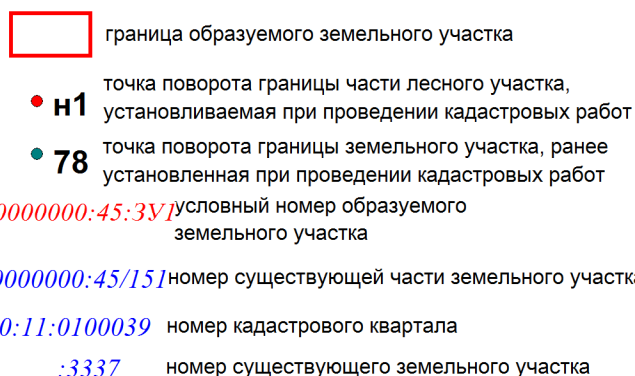 граница образуемого земельного участка
точка поворота границы части лесного участка,
н1 устанавливаемая при проведении кадастровых работ
точка поворота границы земельного участка, ранее
78 установленная при проведении кадастровых работ
0000000:45:ЗУ1 условный номер образуемого
земельного участка
0000000:45/151 номер существующей части земельного участка
0:11:0100039 номер кадастрового квартала
:3337 номер существующего земельного участка